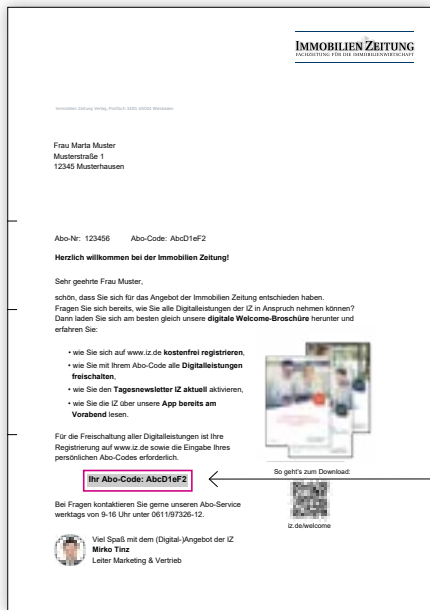 IMMOBILIEN ZEITUNG
FACHZEITUNG FÜR DIE IMMOBILIENWIRTSCHAFT
Frau Marta Muster
Musterstraße 1
12345 Musterhausen
Abo-Nr: 123456 Abo-Code: AbcD1eF2
Herzlich willkommen bei der Immobilien Zeitung!
Sehr geehrte Frau Muster,
schön, dass Sie sich für das Angebot der Immobilien Zeitung entschieden haben.
Fragen Sie sich bereits, wie Sie alle Digitalleistungen der IZ in Anspruch nehmen können?
Dann laden Sie sich am besten gleich unsere digitale Welcome-Broschüre herunter und
erfahren Sie:
• wie Sie sich auf www.iz.de kostenfrei registrieren,
• wie Sie mit Ihrem Abo-Code alle Digitalleistungen
freischalten,
• wie Sie den Tagesnewsletter IZ aktuell aktivieren,
• wie Sie die IZ über unsere App bereits am
Vorabend lesen.
Für die Freischaltung aller Digitalleistungen ist Ihre
Registrierung auf www.iz.de sowie die Eingabe Ihres
persönlichen Abo-Codes erforderlich.
Ihr Abo-Code: AbcD1eF2
So geht's zum Download:
iz.de/welcome
Bei Fragen kontaktieren Sie gerne unseren Abo-Service
werktags von 9-16 Uhr unter 0611/97326-12.
Viel Spaß mit dem (Digital-)Angebot der IZ
Mirko Tinz
Leiter Marketing & Vertrieb